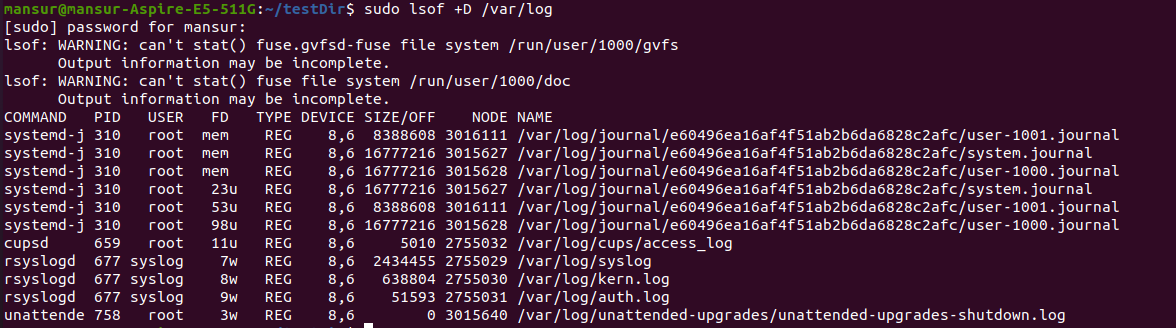 mansur@mansur-Aspire-E5-511G:~/testDir$ sudo lsof +D /var/log
[sudo] password for mansur:
lsof: WARNING: can't stat() fuse.gvfsd-fuse file system /run/user/1000/gvfs
      Output information may be incomplete.
lsof: WARNING: can't stat() fuse file system /run/user/1000/doc
      Output information may be incomplete.
COMMAND   PID   USER   FD   TYPE DEVICE SIZE/OFF    NODE NAME
systemd-j 310   root  mem    REG    8,6  8388608 3016111 /var/log/journal/e60496ea16af4f51ab2b6da6828c2afc/user-1001.journal
systemd-j 310   root  mem    REG    8,6 16777216 3015627 /var/log/journal/e60496ea16af4f51ab2b6da6828c2afc/system.journal
systemd-j 310   root  mem    REG    8,6 16777216 3015628 /var/log/journal/e60496ea16af4f51ab2b6da6828c2afc/user-1000.journal
systemd-j 310   root   23u   REG    8,6 16777216 3015627 /var/log/journal/e60496ea16af4f51ab2b6da6828c2afc/system.journal
systemd-j 310   root   53u   REG    8,6  8388608 3016111 /var/log/journal/e60496ea16af4f51ab2b6da6828c2afc/user-1001.journal
systemd-j 310   root   98u   REG    8,6 16777216 3015628 /var/log/journal/e60496ea16af4f51ab2b6da6828c2afc/user-1000.journal
cupsd     659   root   11u   REG    8,6     5010 2755032 /var/log/cups/access_log
rsyslogd  677 syslog    7w   REG    8,6  2434455 2755029 /var/log/syslog
rsyslogd  677 syslog    8w   REG    8,6   638804 2755030 /var/log/kern.log
rsyslogd  677 syslog    9w   REG    8,6    51593 2755031 /var/log/auth.log
unattende 758   root    3w   REG    8,6        0 3015640 /var/log/unattended-upgrades/unattended-upgrades-shutdown.log